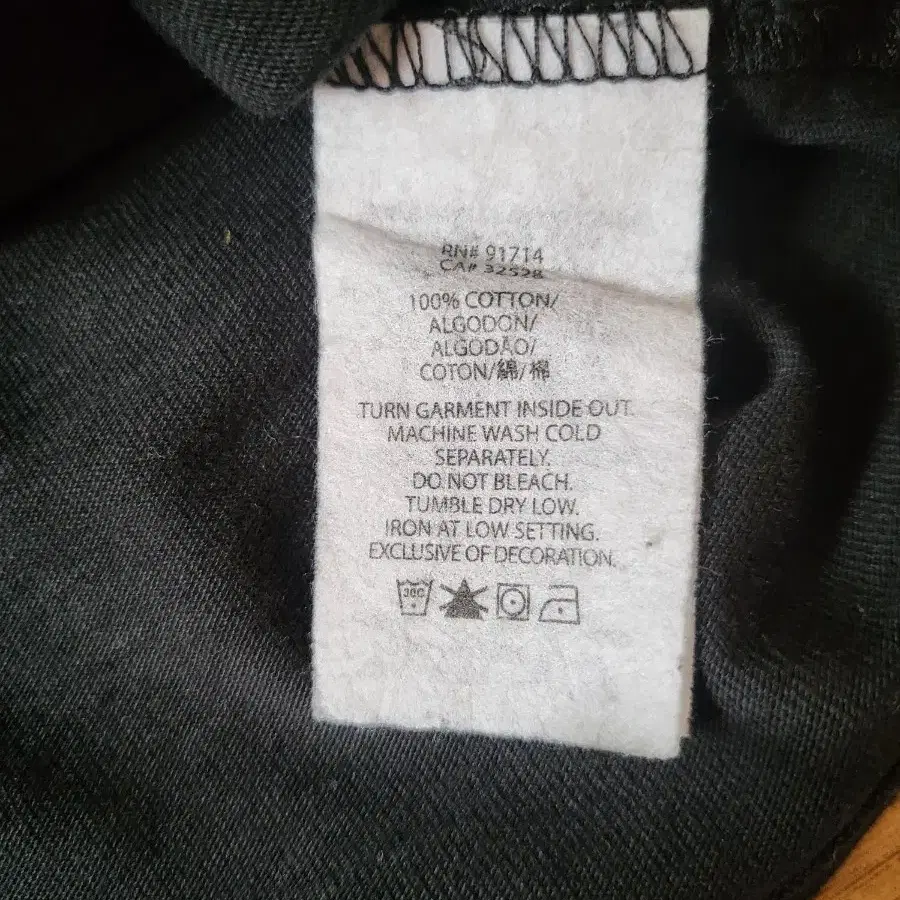 RN# 91714
CA# 32528
100% COTTON/
ALGODON/
ALGODÃO/
COTON/綿/棉
TURN GARMENT INSIDE OUT.
MACHINE WASH COLD
SEPARATELY.
DO NOT BLEACH.
TUMBLE DRY LOW.
IRON AT LOW SETTING.
EXCLUSIVE OF DECORATION.
30C